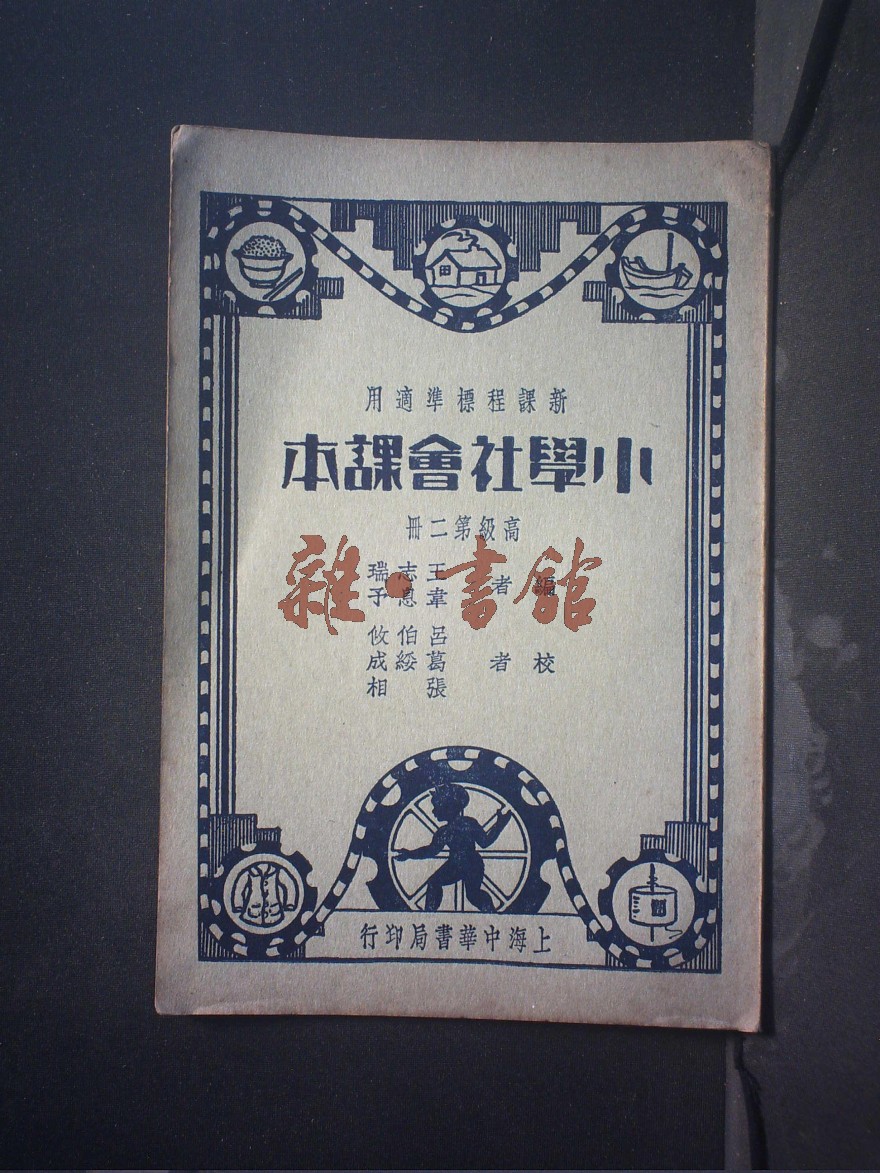 新課程標準適用
小學社會課本
高級第二冊
編者
王志瑞
韋息予
校者
呂伯攸
葛綏成
張相
上海中華書局印行
雜·書館